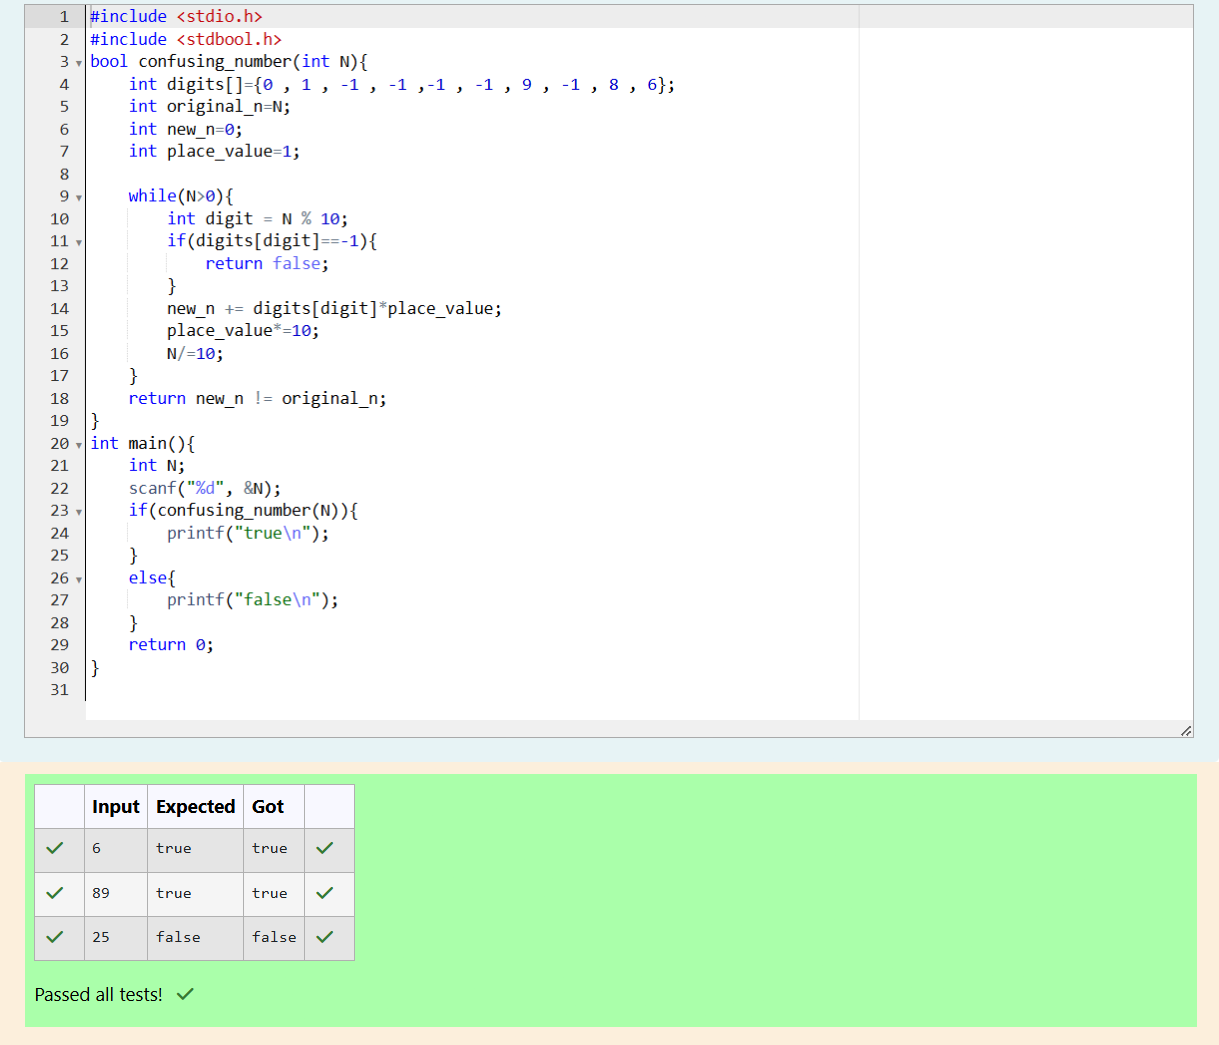 1 #include <stdio.h>
2 #include <stdbool.h>
3 bool confusing_number(int N){
4     int digits[]={0 , 1 , -1 , -1 ,-1 , -1 , 9 , -1 , 8 , 6};
5     int original_n=N;
6     int new_n=0;
7     int place_value=1;
8
9     while(N>0){
10         int digit = N % 10;
11         if(digits[digit]==-1){
12             return false;
13         }
14         new_n += digits[digit]*place_value;
15         place_value*=10;
16         N/=10;
17     }
18     return new_n != original_n;
19 }
20 int main(){
21     int N;
22     scanf("%d", &N);
23     if(confusing_number(N)){
24         printf("true\n");
25     }
26     else{
27         printf("false\n");
28     }
29     return 0;
30 }
31
Input Expected Got
6 true true
89 true true
25 false false
Passed all tests!